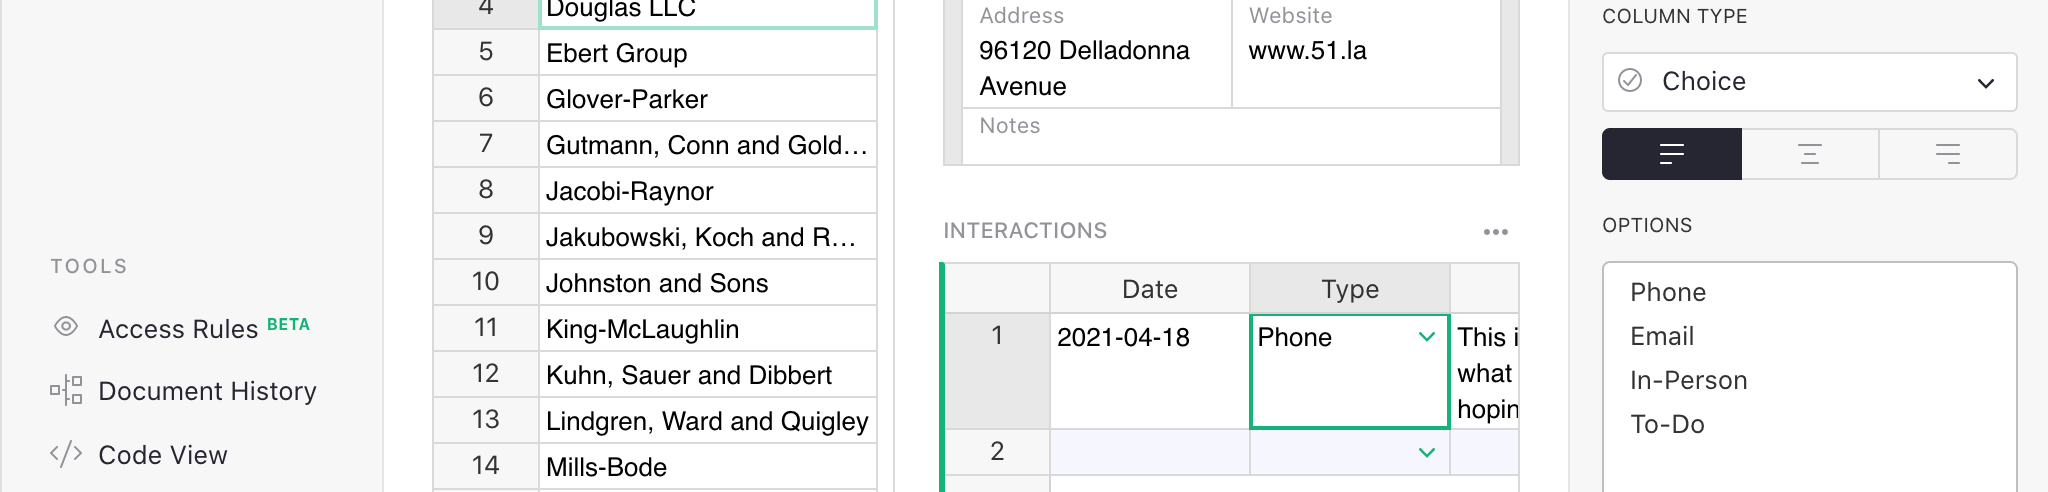 TOOLS
Access Rules BETA
Document History
Code View
4 Douglas LLC
5 Ebert Group
6 Glover-Parker
7 Gutmann, Conn and Gold…
8 Jacobi-Raynor
9 Jakubowski, Koch and R…
10 Johnston and Sons
11 King-McLaughlin
12 Kuhn, Sauer and Dibbert
13 Lindgren, Ward and Quigley
14 Mills-Bode
Address
96120 Delladonna
Avenue
Website
www.51.la
Notes
INTERACTIONS
Date Type
1 2021-04-18 Phone This i
what
hopin
2
COLUMN TYPE
Choice
OPTIONS
Phone
Email
In-Person
To-Do